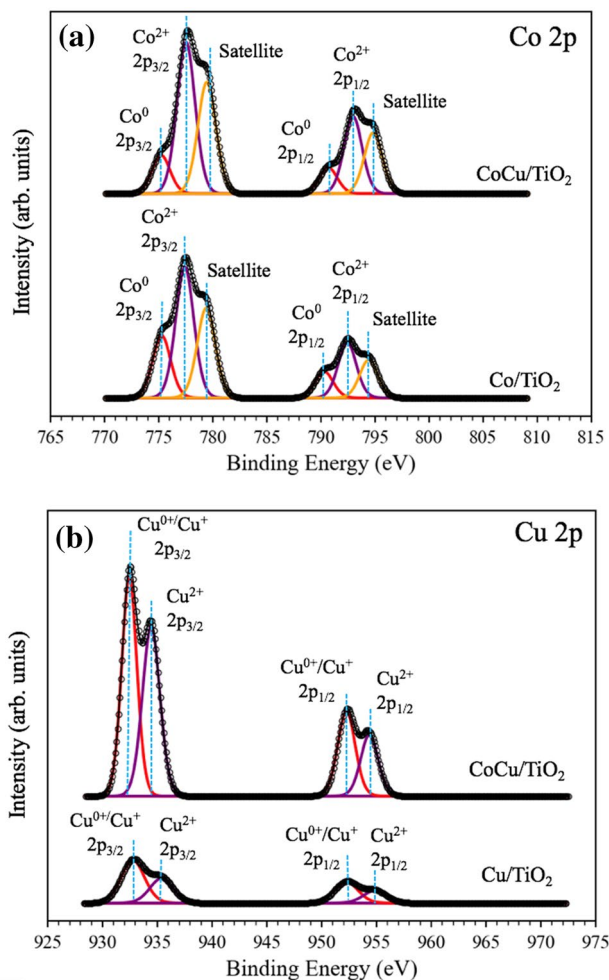 (a)
Co 2p
Co²⁺
2p₃/₂
Satellite
Co⁰
2p₃/₂
Co²⁺
2p₁/₂
Satellite
Co⁰
2p₁/₂
CoCu/TiO₂
Co²⁺
2p₃/₂
Satellite
Co⁰
2p₃/₂
Co²⁺
2p₁/₂
Co⁰
2p₁/₂
Satellite
Co/TiO₂
Intensity (arb. units)
765 770 775 780 785 790 795 800 805 810 815
Binding Energy (eV)
(b)
Cu 2p
Cu⁰⁺/Cu⁺
2p₃/₂
Cu²⁺
2p₃/₂
Cu⁰⁺/Cu⁺
2p₁/₂
Cu²⁺
2p₁/₂
CoCu/TiO₂
Cu⁰⁺/Cu⁺
2p₃/₂
Cu²⁺
2p₃/₂
Cu⁰⁺/Cu⁺
2p₁/₂
Cu²⁺
2p₁/₂
Cu/TiO₂
Intensity (arb. units)
925 930 935 940 945 950 955 960 965 970 975
Binding Energy (eV)